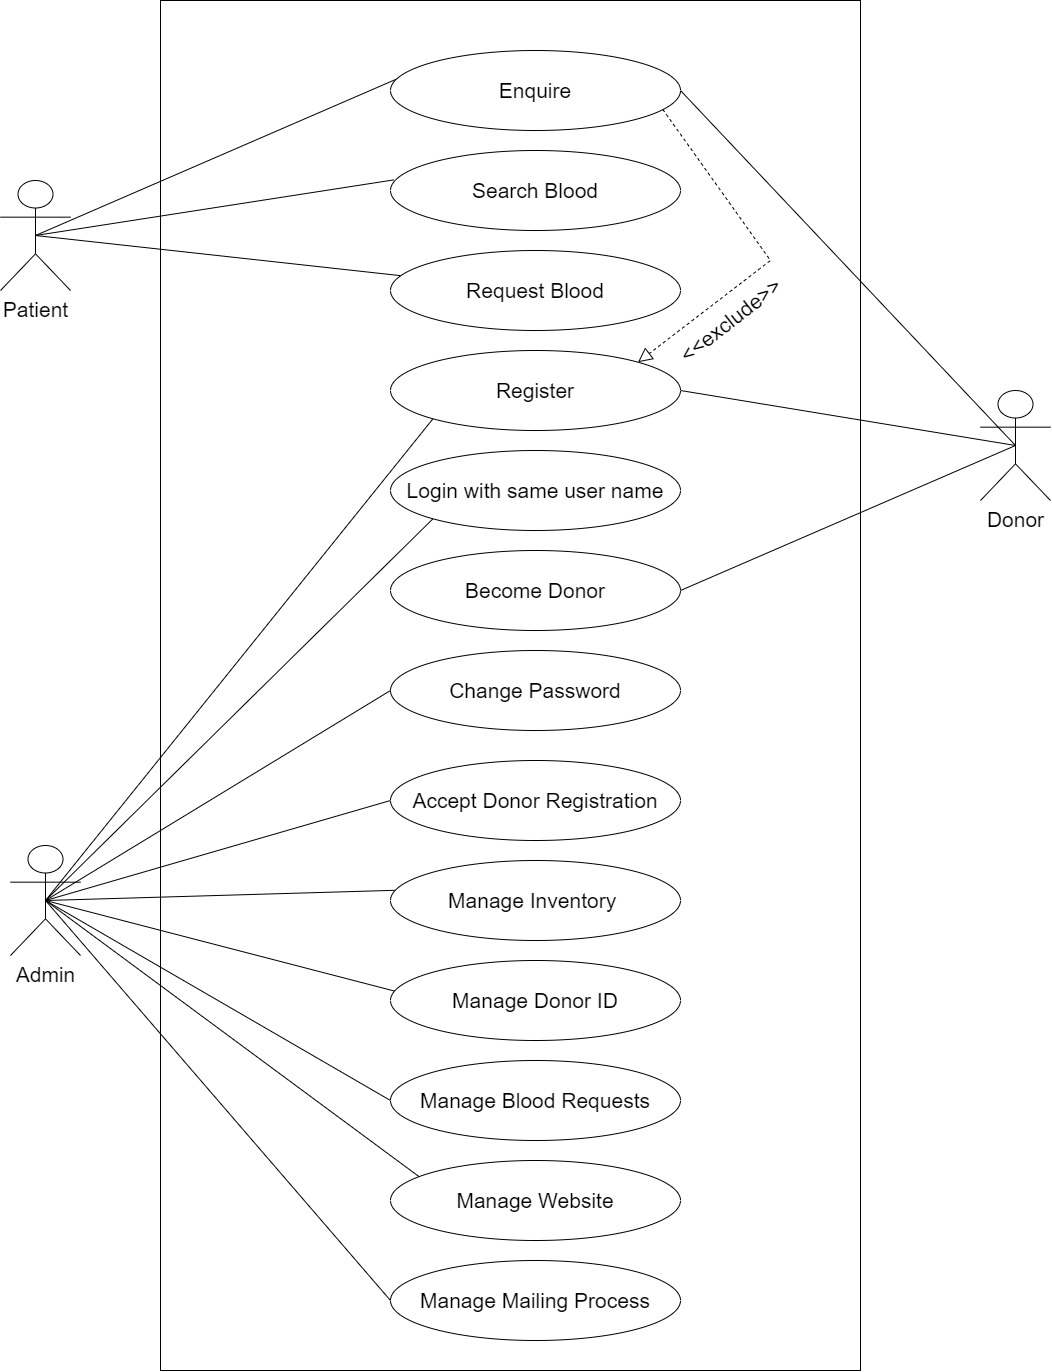 Enquire
Search Blood
Patient
Request Blood
<<exclude>>
Register
Login with same user name
Donor
Become Donor
Change Password
Accept Donor Registration
Manage Inventory
Admin
Manage Donor ID
Manage Blood Requests
Manage Website
Manage Mailing Process